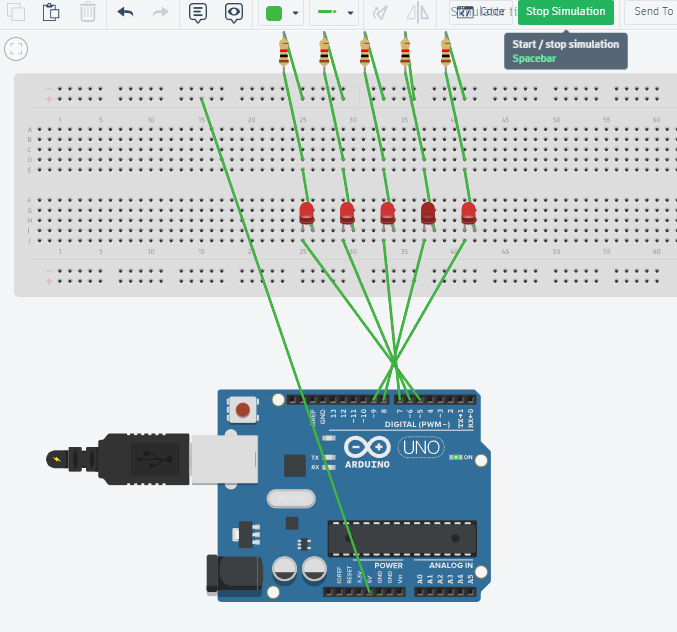 Code
Stop Simulation
Send To
Start / stop simulation
Spacebar
1 5 10 15 20 25 30 35 40 45 50 55 60
A
B
C
D
E
F
G
H
I
J
1 5 10 15 20 25 30 35 40 45 50 55 60
AREF
GND
13
12
~11
~10
~9
8
7
~6
~5
4
~3
2
TX→1
RX←0
DIGITAL (PWM~)
TX
RX
ARDUINO
UNO
ON
POWER
ANALOG IN
IOREF
RESET
3.3V
5V
GND
GND
Vin
A0
A1
A2
A3
A4
A5